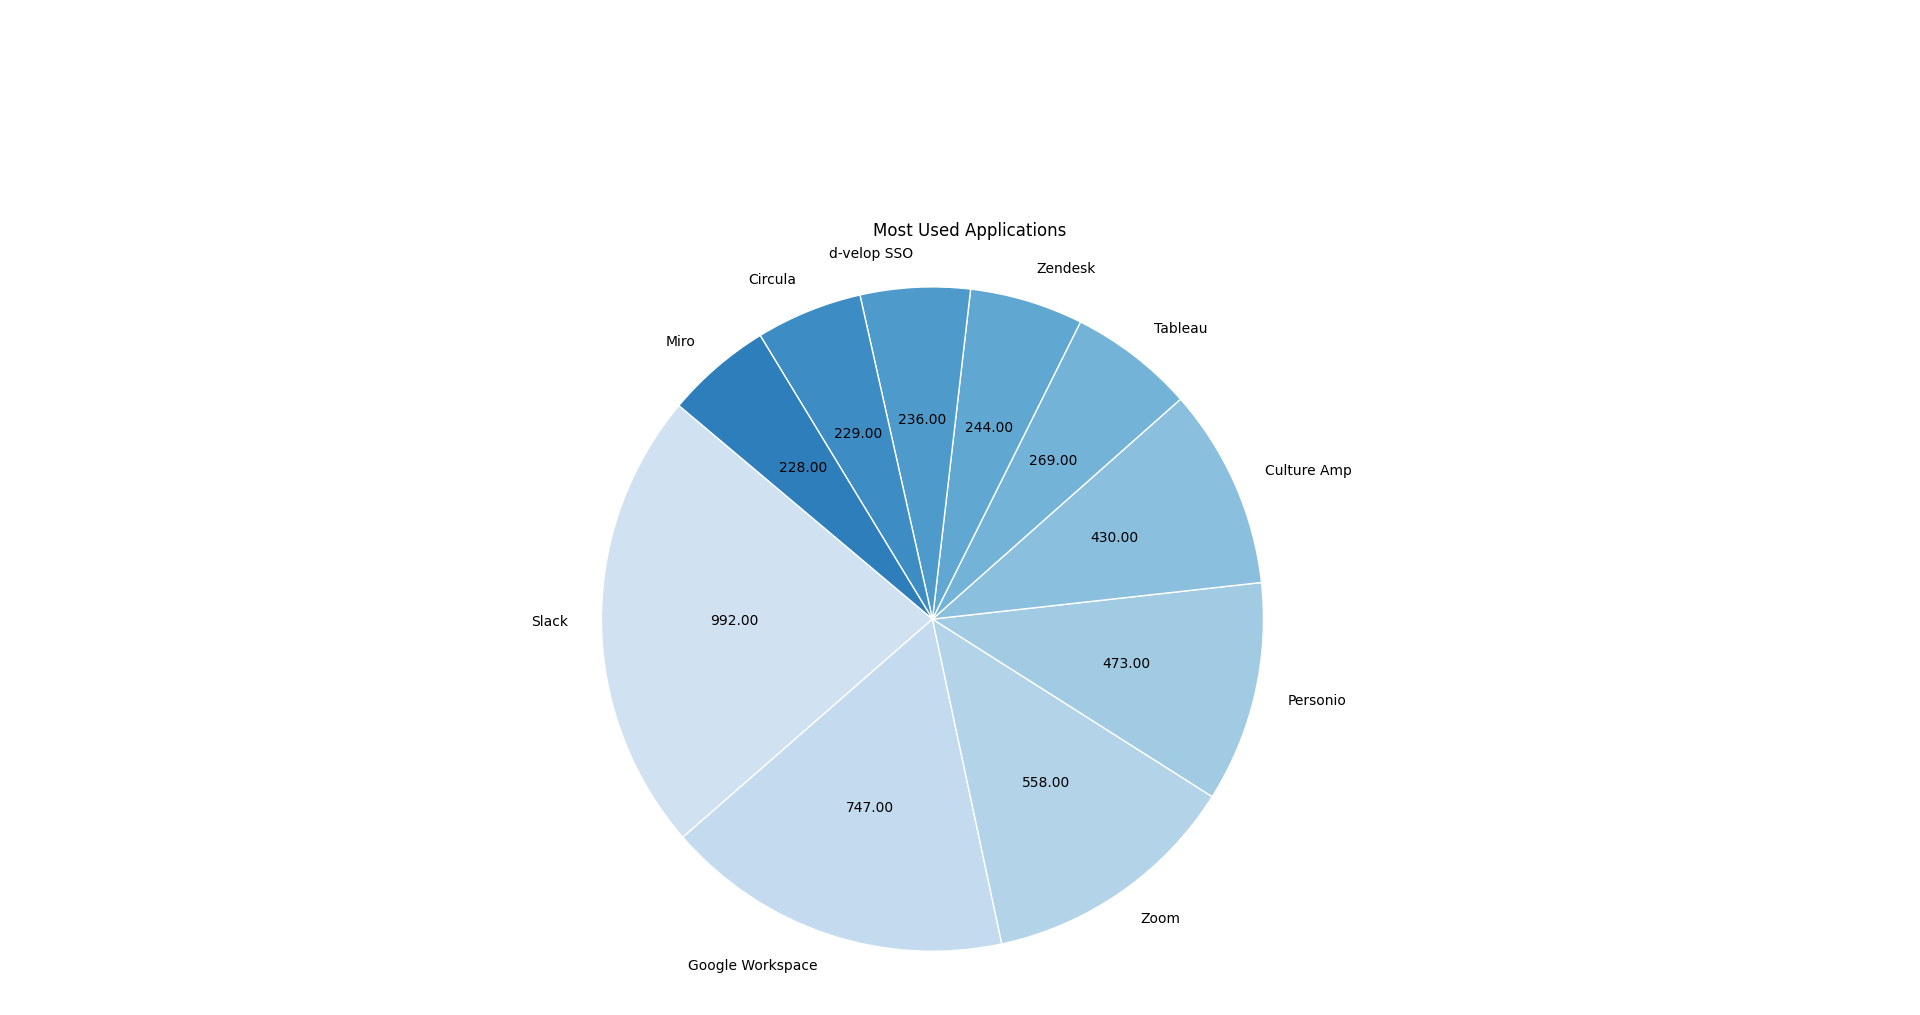 Most Used Applications
d-velop SSO
Zendesk
Circula
Tableau
Miro
236.00
244.00
229.00
269.00
228.00
Culture Amp
430.00
Slack
992.00
473.00
Personio
558.00
747.00
Zoom
Google Workspace